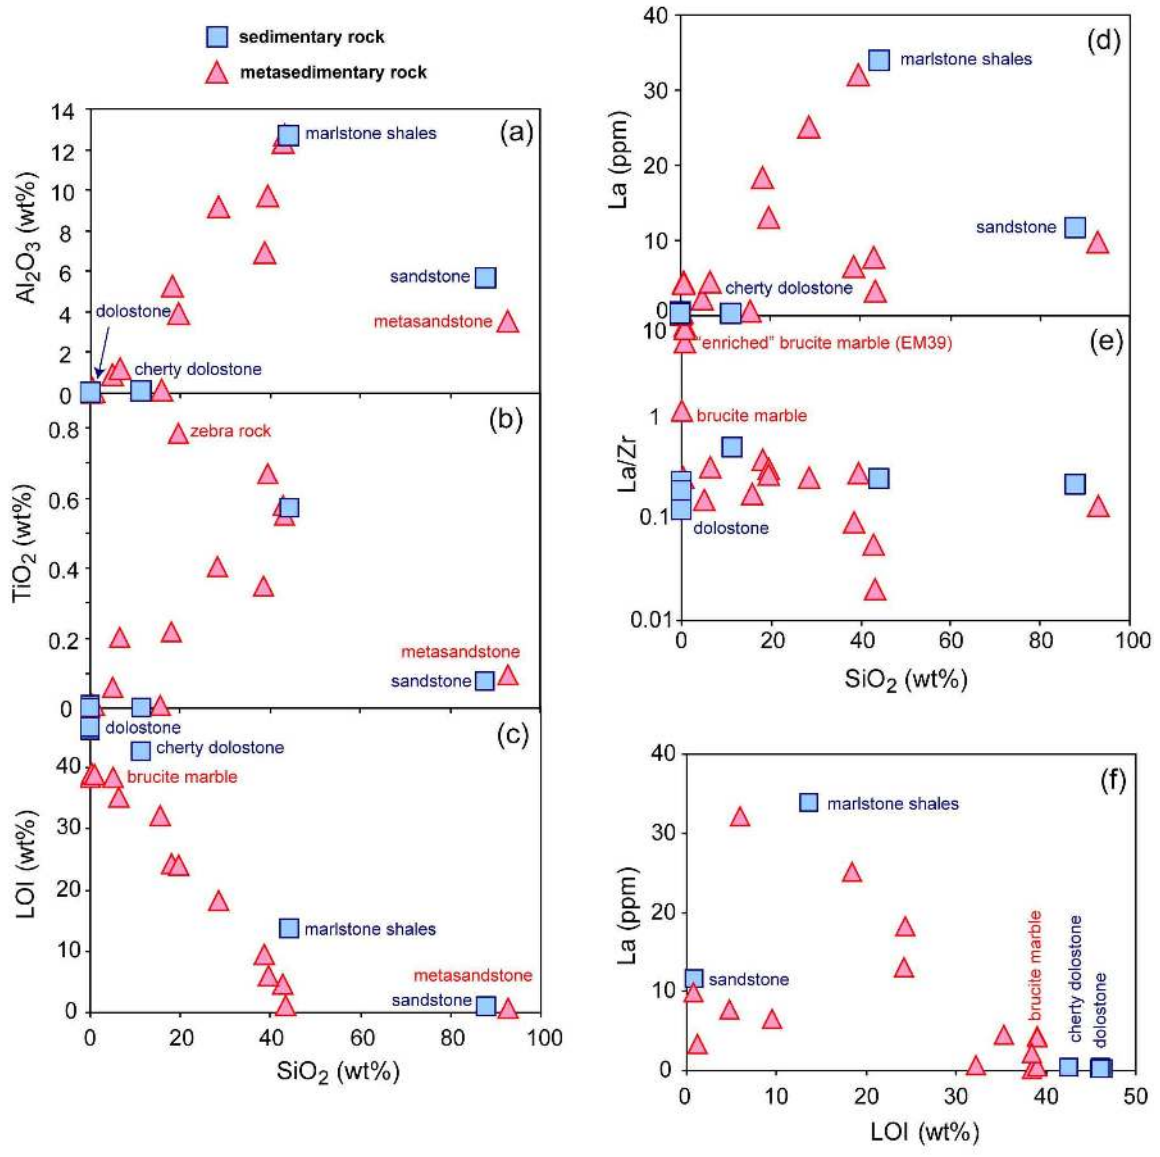 sedimentary rock
metasedimentary rock
(a)
Al2O3 (wt%)
14
12
10
8
6
4
2
0
marlstone shales
sandstone
metasandstone
dolostone
cherty dolostone
(b)
TiO2 (wt%)
0.8
0.6
0.4
0.2
0
zebra rock
metasandstone
sandstone
(c)
LOI (wt%)
40
30
20
10
0
dolostone
cherty dolostone
brucite marble
marlstone shales
metasandstone
sandstone
0 20 40 60 80 100
SiO2 (wt%)
(d)
La (ppm)
40
30
20
10
0
marlstone shales
sandstone
cherty dolostone
(e)
La/Zr
10
1
0.1
0.01
"enriched" brucite marble (EM39)
brucite marble
dolostone
0 20 40 60 80 100
SiO2 (wt%)
(f)
La (ppm)
40
30
20
10
0
marlstone shales
sandstone
brucite marble
cherty dolostone
dolostone
0 10 20 30 40 50
LOI (wt%)